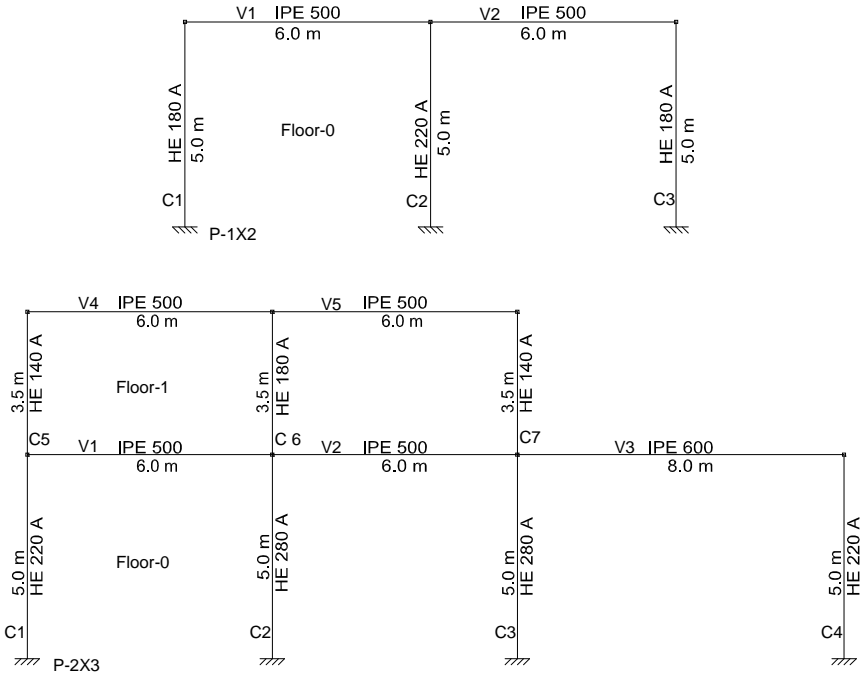 V1 IPE 500 V2 IPE 500
6.0 m 6.0 m
HE 180 A
5.0 m
HE 220 A
5.0 m
HE 180 A
5.0 m
Floor-0
C1 C2 C3
P-1X2
V4 IPE 500 V5 IPE 500
6.0 m 6.0 m
3.5 m
HE 140 A
3.5 m
HE 180 A
3.5 m
HE 140 A
Floor-1
C5 C 6 C7
V1 IPE 500 V2 IPE 500 V3 IPE 600
6.0 m 6.0 m 8.0 m
5.0 m
HE 220 A
5.0 m
HE 280 A
5.0 m
HE 280 A
5.0 m
HE 220 A
Floor-0
C1 C2 C3 C4
P-2X3